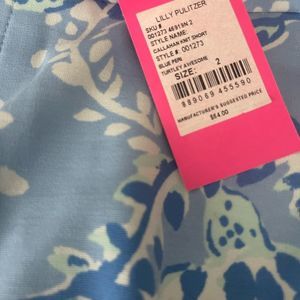 LILLY PULITZER
SKU #
001273 4691SN 2
STYLE NAME:
CALLAHAN KNIT SHORT
STYLE #: 001273
BLUE PERI
TURTLEY AWESOME
SIZE: 2
889069 455590
MANUFACTURER'S SUGGESTED PRICE
$64.00